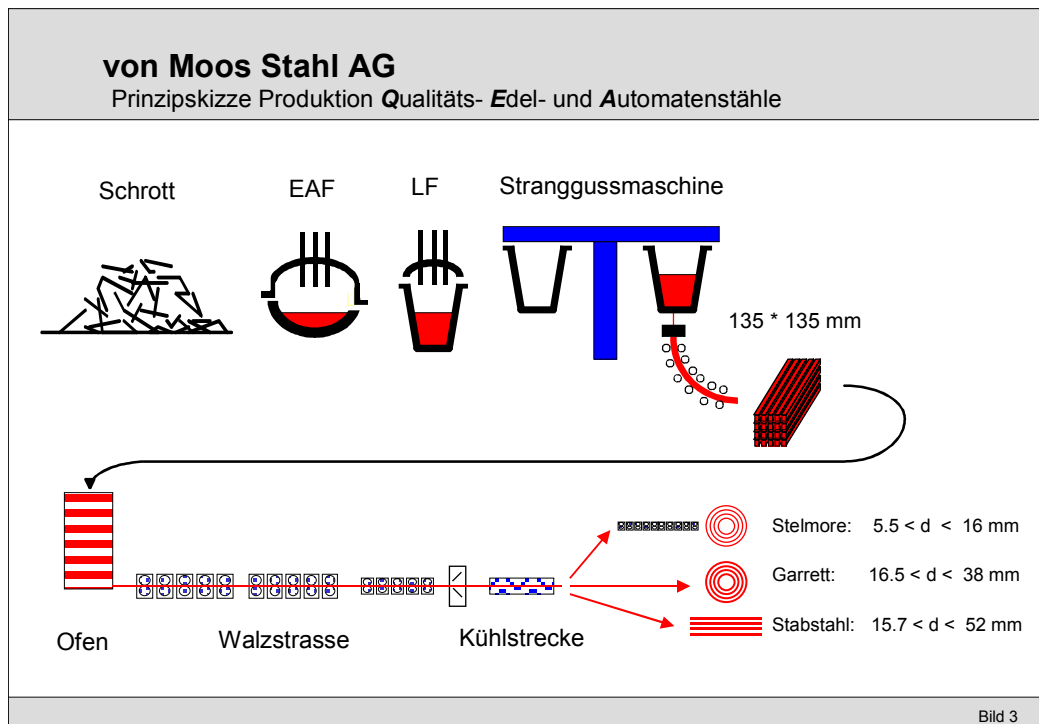 von Moos Stahl AG
Prinzipskizze Produktion Qualitäts- Edel- und Automatenstähle
Schrott
EAF
LF
Stranggussmaschine
135 * 135 mm
Stelmore: 5.5 < d < 16 mm
Garrett: 16.5 < d < 38 mm
Stabstahl: 15.7 < d < 52 mm
Ofen
Walzstrasse
Kühlstrecke
Bild 3